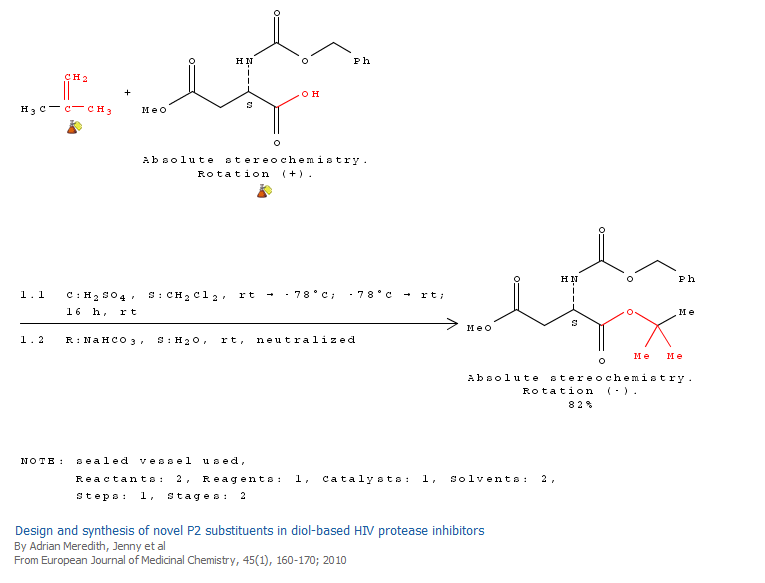 O
HN
O
Ph
CH2
O
+
OH
H3C
C
CH3
MeO
S
O
Absolute stereochemistry.
Rotation (+).
O
HN
O
Ph
O
O
Me
MeO
S
O
Me
Me
1.1 C:H2SO4, S:CH2Cl2, rt → -78°C; -78°C → rt;
16 h, rt
1.2 R:NaHCO3, S:H2O, rt, neutralized
Absolute stereochemistry.
Rotation (-).
82%
NOTE: sealed vessel used,
Reactants: 2, Reagents: 1, Catalysts: 1, Solvents: 2,
Steps: 1, Stages: 2
Design and synthesis of novel P2 substituents in diol-based HIV protease inhibitors
By Adrian Meredith, Jenny et al
From European Journal of Medicinal Chemistry, 45(1), 160-170; 2010